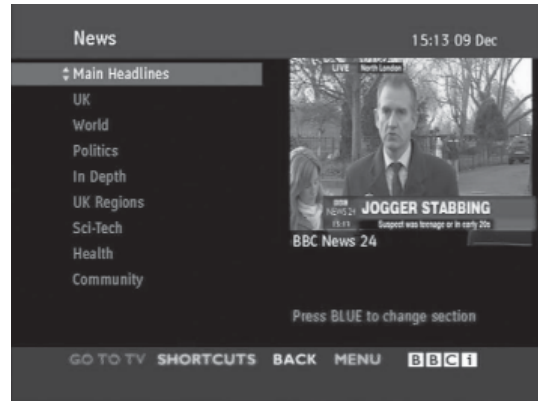 News
15:13 09 Dec
Main Headlines
UK
World
Politics
In Depth
UK Regions
Sci-Tech
Health
Community
LIVE North London
BBC
NEWS 24 JOGGER STABBING
15:13 Suspect was teenage or in early 20s
BBC News 24
Press BLUE to change section
GO TO TV SHORTCUTS BACK MENU BBCi